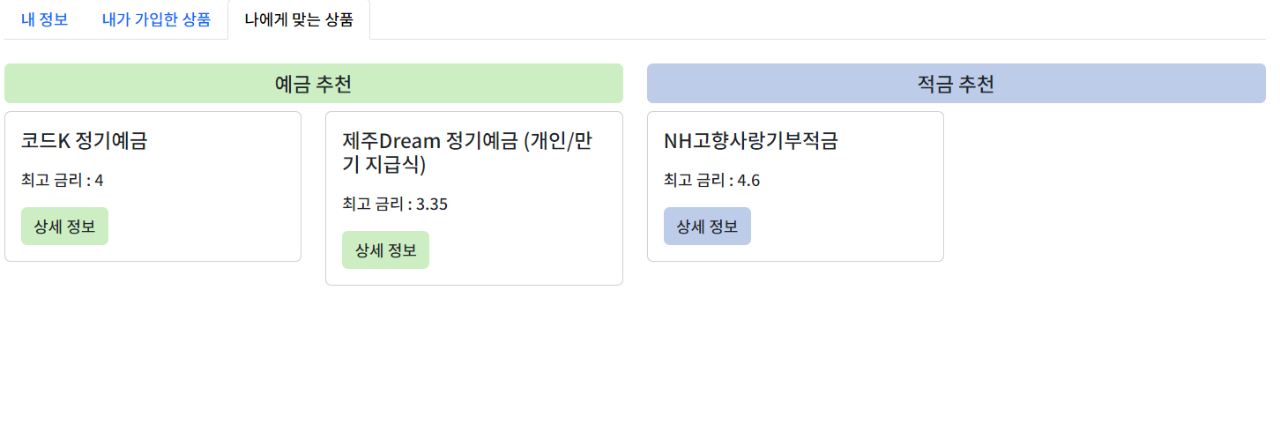 내 정보
내가 가입한 상품
나에게 맞는 상품
예금 추천
코드K 정기예금
최고 금리 : 4
상세 정보
제주Dream 정기예금 (개인/만
기 지급식)
최고 금리 : 3.35
상세 정보
적금 추천
NH고향사랑기부적금
최고 금리 : 4.6
상세 정보